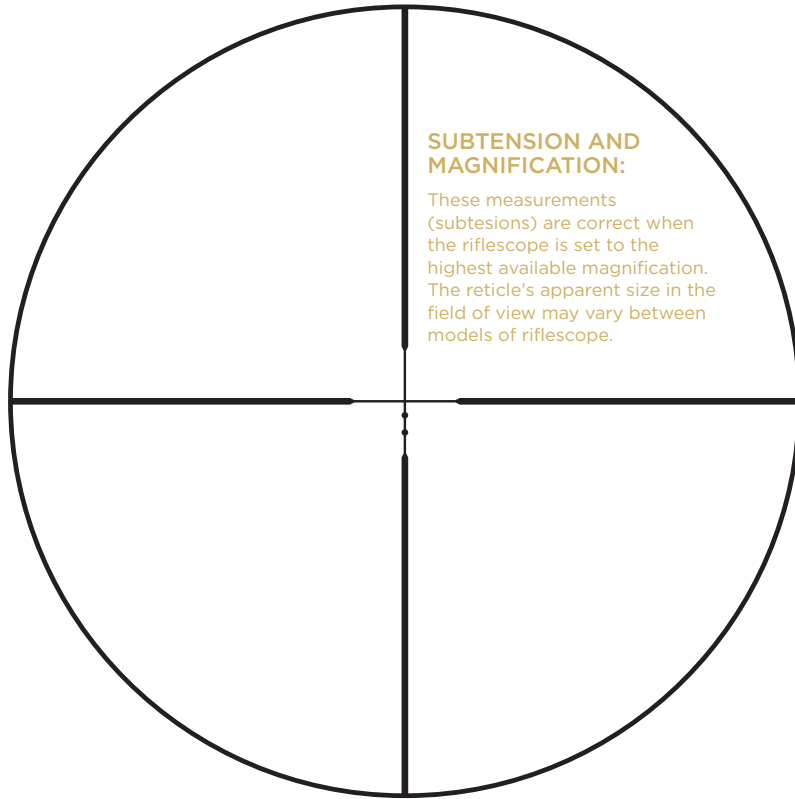 SUBTENSION AND
MAGNIFICATION:
These measurements
(subtesions) are correct when
the riflescope is set to the
highest available magnification.
The reticle's apparent size in the
field of view may vary between
models of riflescope.